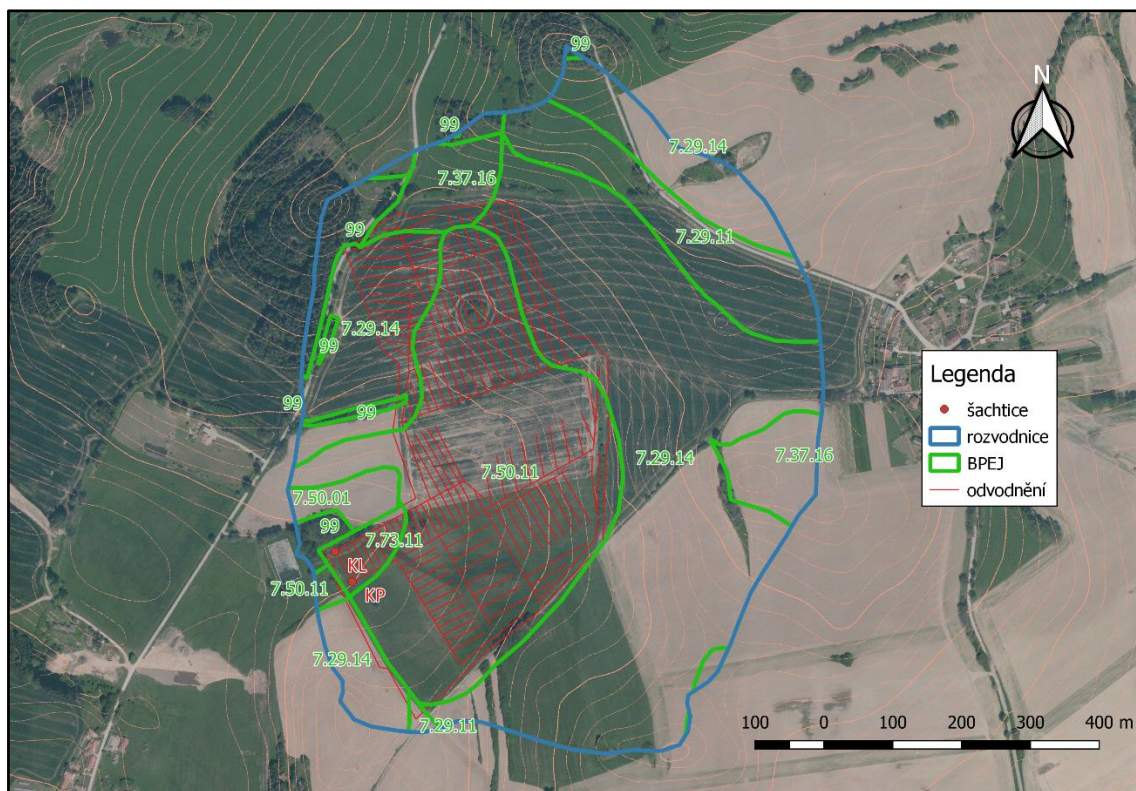 99
N
99
7.29.14
7.37.16
99
7.29.11
7.29.14
99
99
99
7.50.11
7.29.14
7.37.16
7.50.01
99
7.73.11
KL
7.50.11
KP
7.29.14
7.29.11
Legenda
šachtice
rozvodnice
BPEJ
odvodnění
100 0 100 200 300 400 m